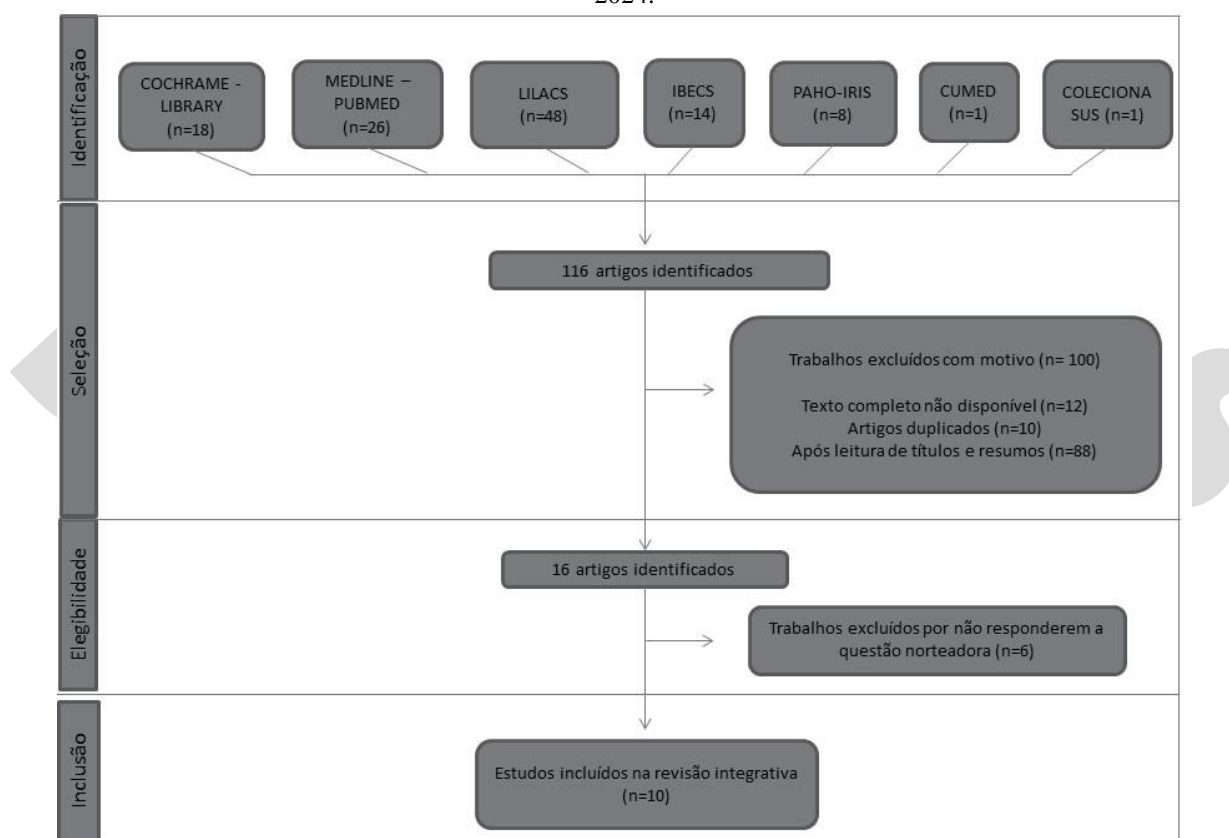 2024.
Identificação
COCHRAME -
LIBRARY
(n=18)
MEDLINE –
PUBMED
(n=26)
LILACS
(n=48)
IBECS
(n=14)
PAHO-IRIS
(n=8)
CUMED
(n=1)
COLECIONA
SUS (n=1)
Seleção
116 artigos identificados
Trabalhos excluídos com motivo (n= 100)
Texto completo não disponível (n=12)
Artigos duplicados (n=10)
Após leitura de títulos e resumos (n=88)
Elegibilidade
16 artigos identificados
Trabalhos excluídos por não responderem a
questão norteadora (n=6)
Inclusão
Estudos incluídos na revisão integrativa
(n=10)